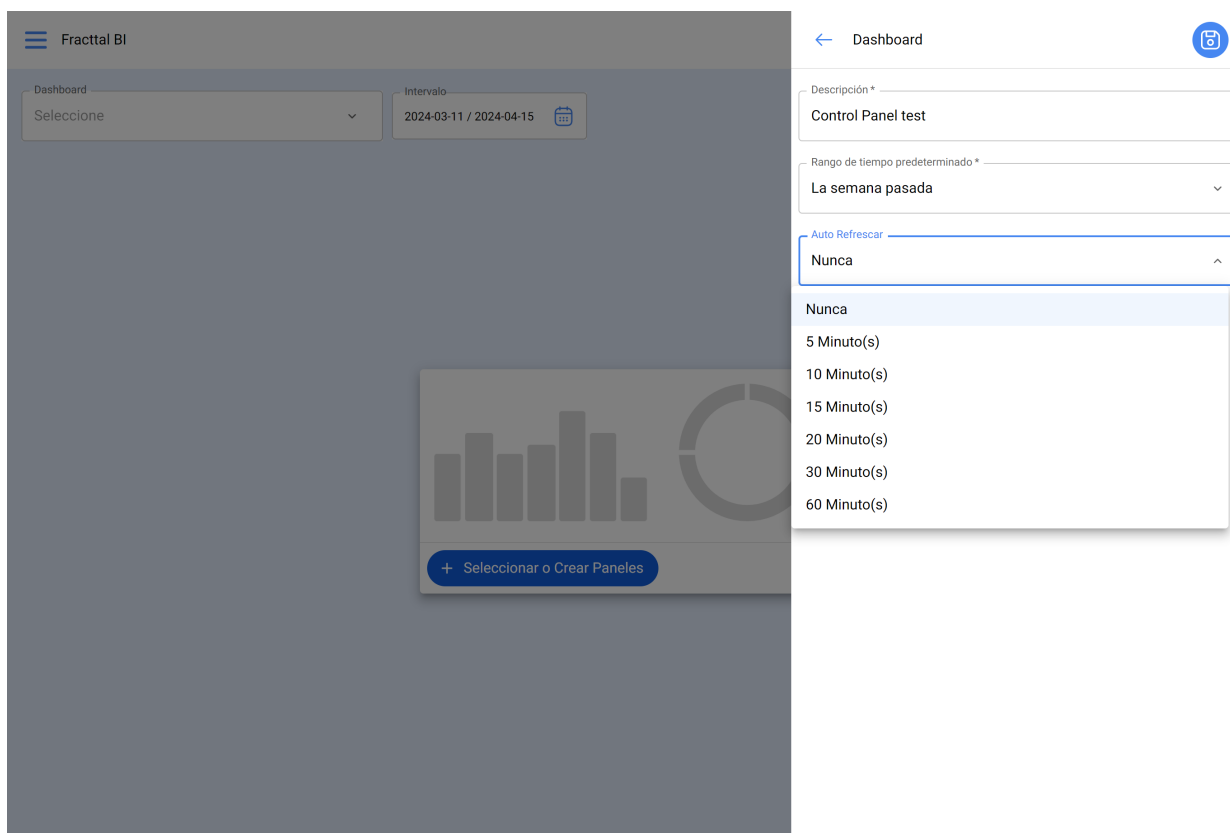 Fracttal BI
Dashboard
Seleccione
Intervalo
2024-03-11 / 2024-04-15
Seleccionar o Crear Paneles
Dashboard
Descripción *
Control Panel test
Rango de tiempo predeterminado *
La semana pasada
Auto Refrescar
Nunca
Nunca
5 Minuto(s)
10 Minuto(s)
15 Minuto(s)
20 Minuto(s)
30 Minuto(s)
60 Minuto(s)